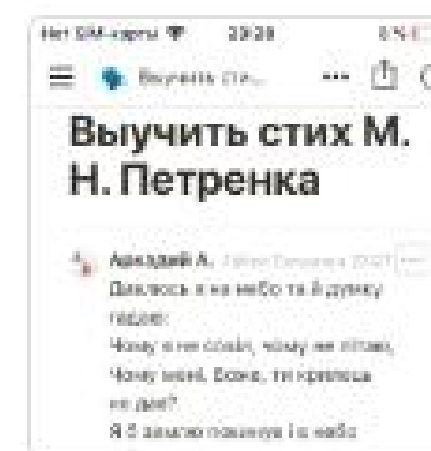 Нет SIM-карты 23:23
Выучить сти...
Выучить стих М.
Н. Петренка
Аркадий А.
Дивлюсь я на небо та й думку
гадаю:
Чому я не сокіл, чому не літаю,
Чому мені, Боже, ти крилець
не дав?
Я б землю покинув і в небо